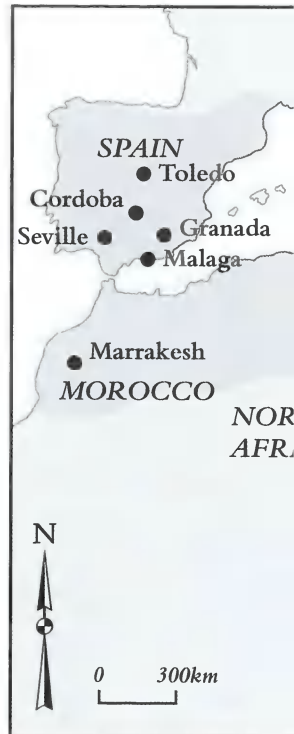 SPAIN
Toledo
Cordoba
Seville
Granada
Malaga
Marrakesh
MOROCCO
NOR
AFR
N
0 300km